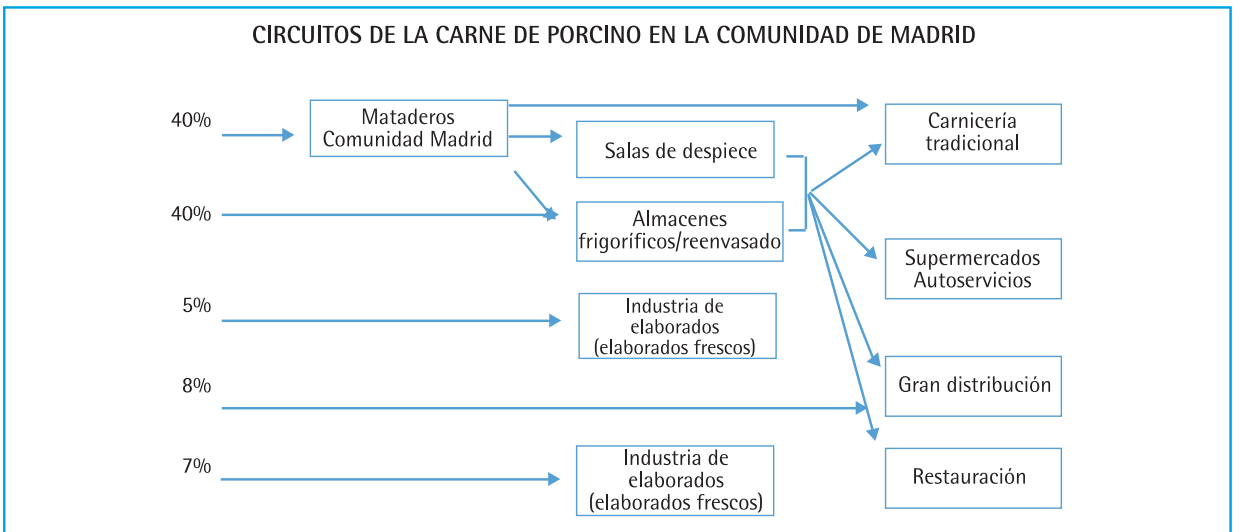 CIRCUITOS DE LA CARNE DE PORCINO EN LA COMUNIDAD DE MADRID
40%
Mataderos
Comunidad Madrid
Salas de despiece
Carnicería
tradicional
40%
Almacenes
frigoríficos/reenvasado
Supermercados
Autoservicios
5%
Industria de
elaborados
(elaborados frescos)
8%
Gran distribución
7%
Industria de
elaborados
(elaborados frescos)
Restauración